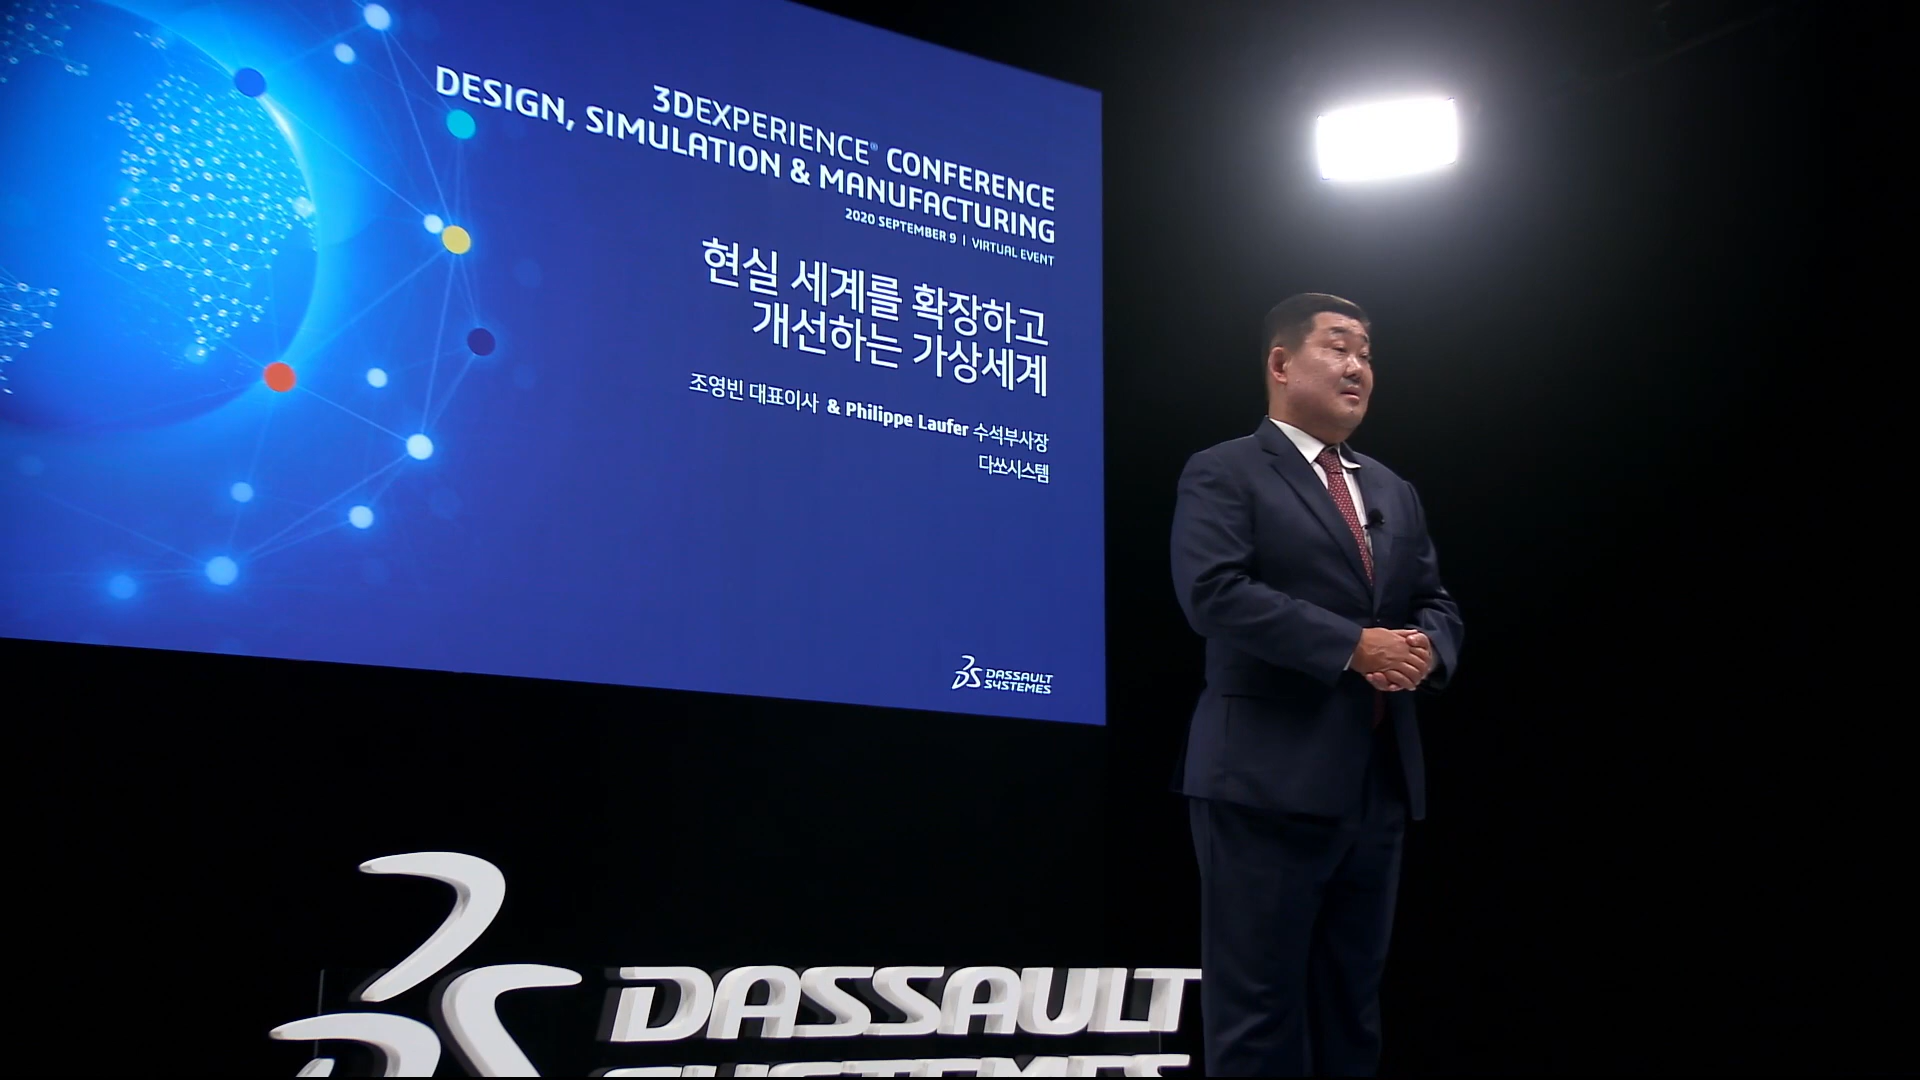 3DEXPERIENCE® CONFERENCE
DESIGN, SIMULATION & MANUFACTURING
2020 SEPTEMBER 9 | VIRTUAL EVENT
현실 세계를 확장하고
개선하는 가상세계
조영빈 대표이사 & Philippe Laufer 수석부사장
다쏘시스템
DASSAULT
SYSTEMES
DASSAULT
SYSTEMES